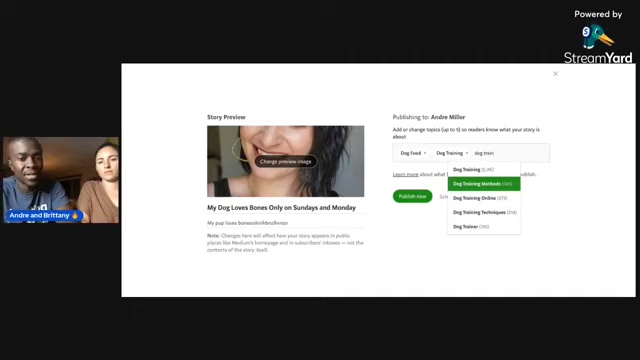 Powered by
S
StreamYard
Story Preview
Change preview image
My Dog Loves Bones Only on Sundays and Monday
Note: Changes here will affect how your story appears in public
places like Medium's homepage and in subscribers' inboxes — not
the contents of the story itself.
Publishing to: Andre Miller
Add or change topics (up to 5) so readers know what your story is
about
Dog Food
Dog Training
dog train
Dog Training
Dog Training Methods
Dog Training Online
Dog Training Techniques
Dog Trainer
Learn more about what
publish.
Publish now
Andre and Brittany